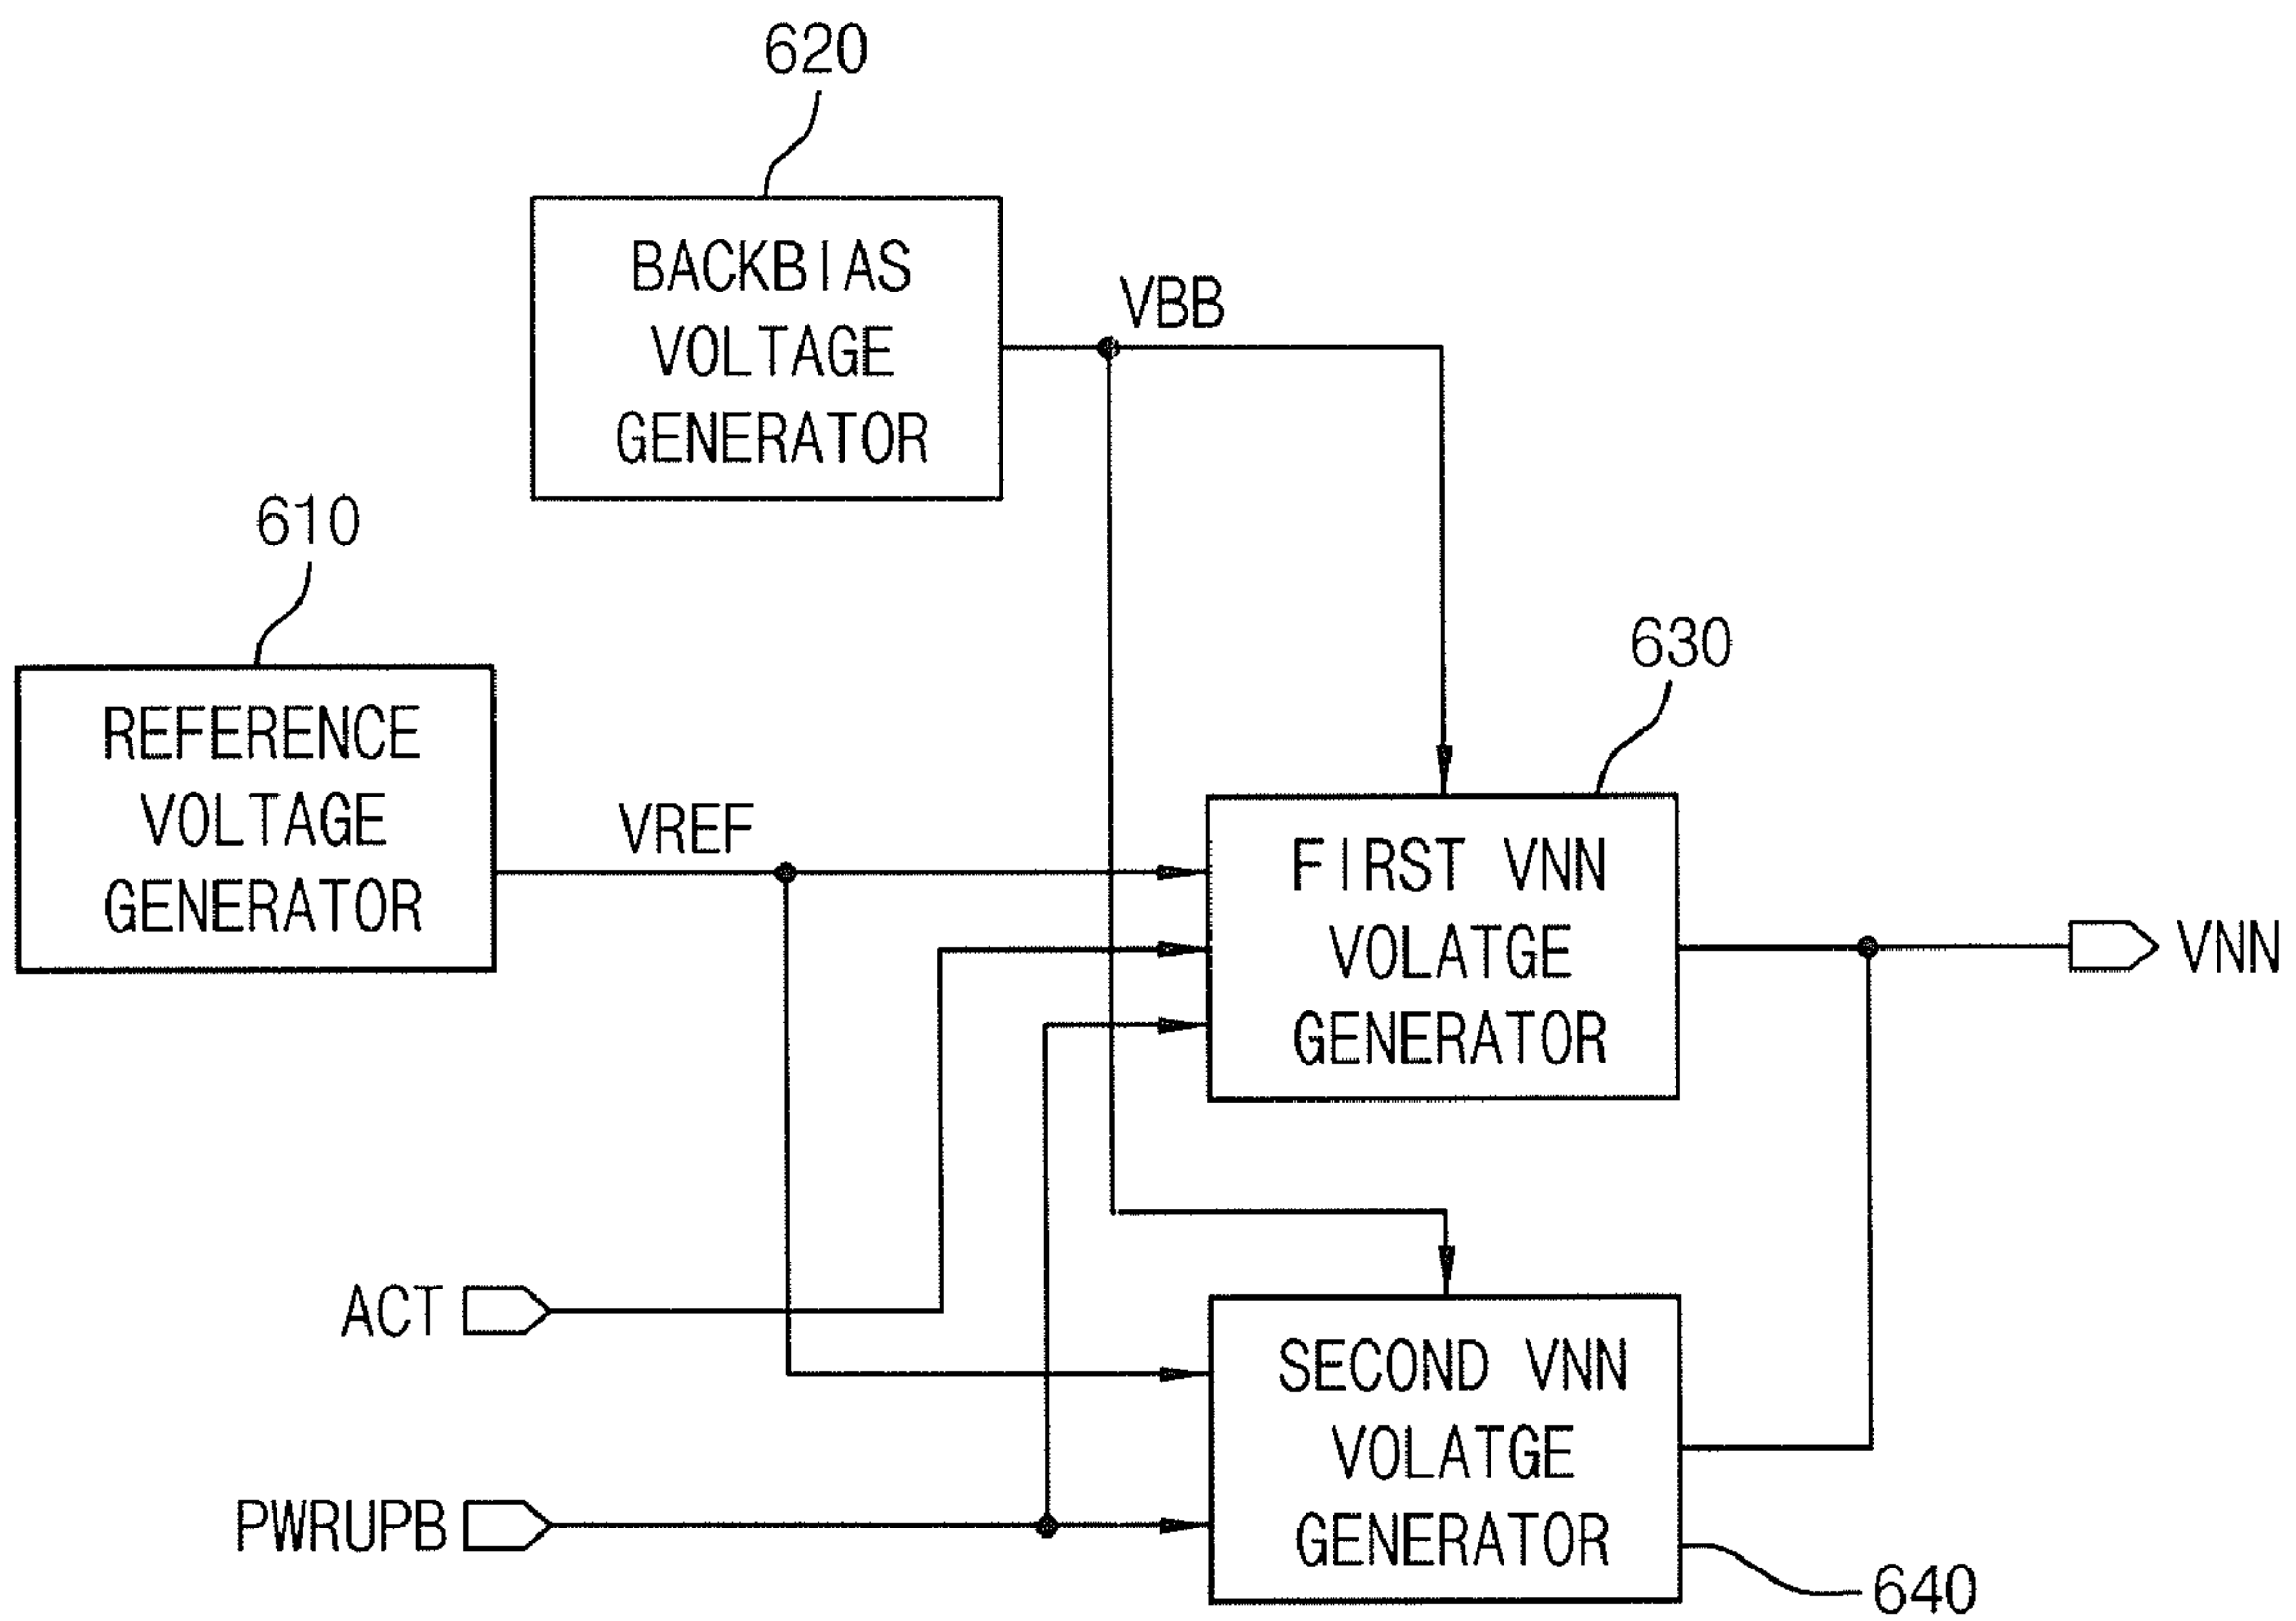 620
BACKBIAS
VOLTAGE
GENERATOR
VBB
610
REFERENCE
VOLTAGE
GENERATOR
VREF
630
FIRST VNN
VOLATGE
GENERATOR
VNN
ACT
SECOND VNN
VOLATGE
GENERATOR
PWRUPB
640